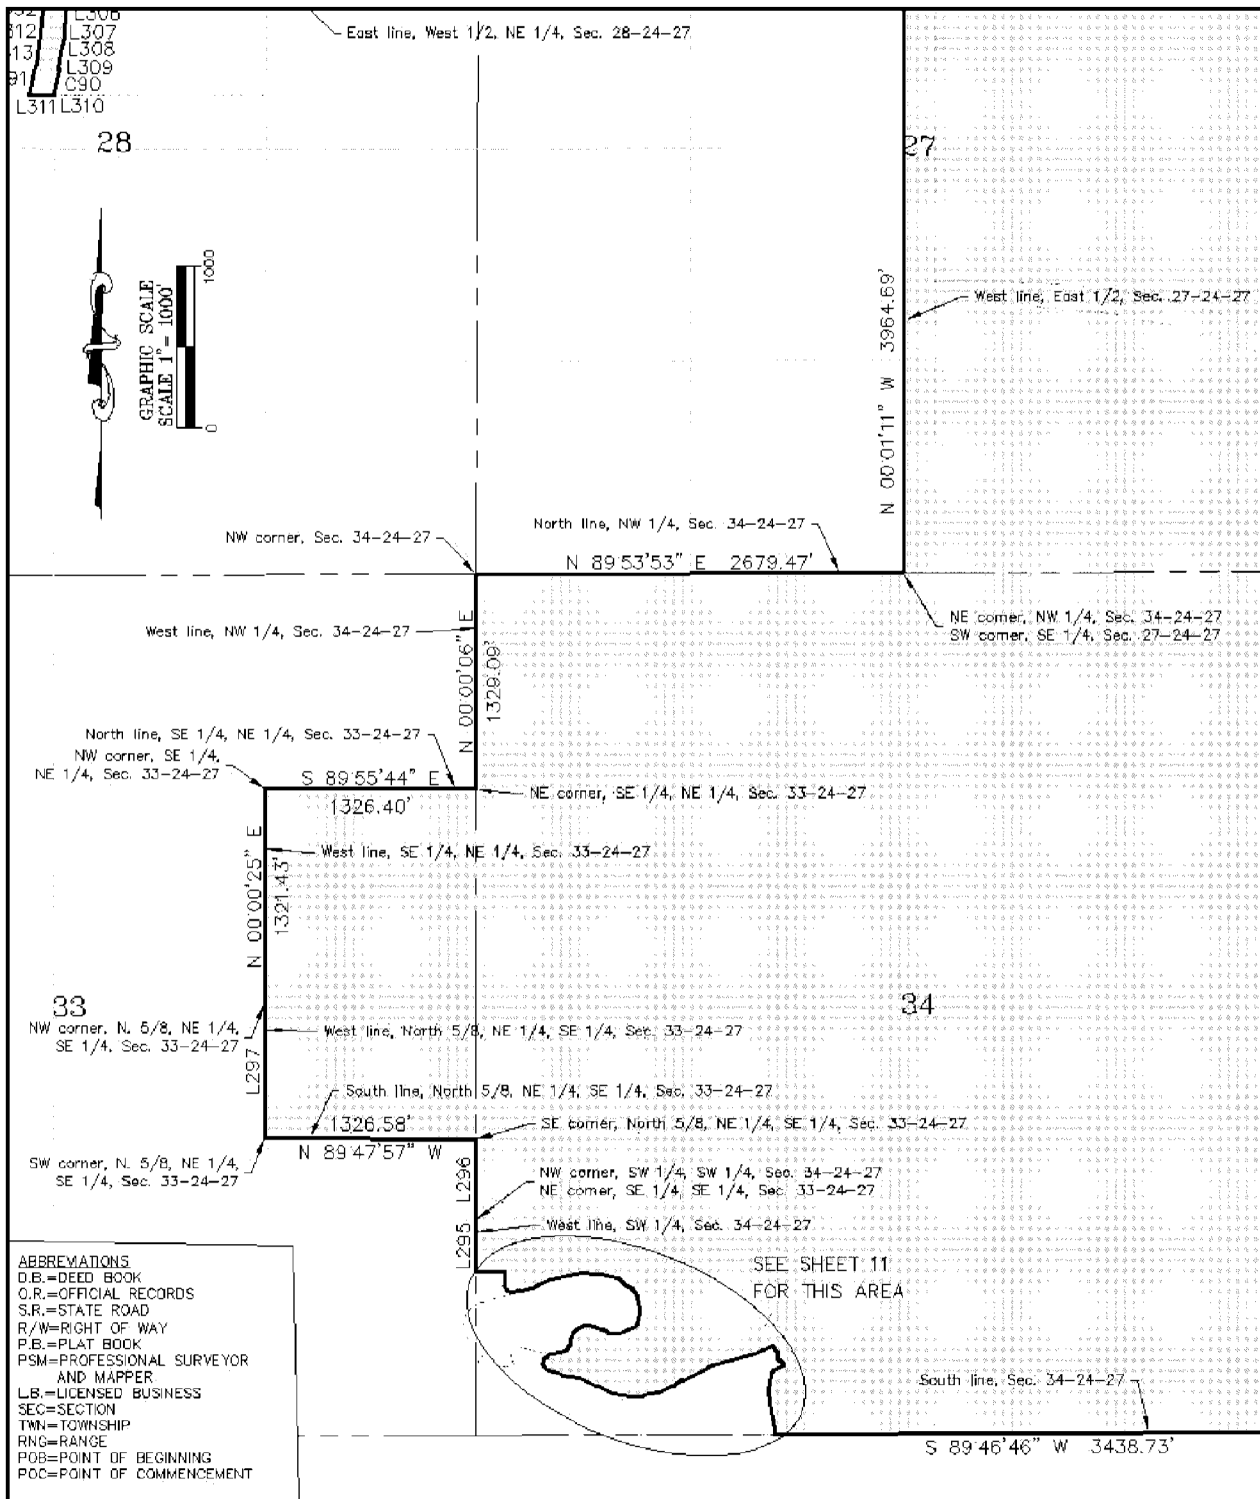 L308
L307
L308
L309
C90
L311 L310
28
East line, West 1/2, NE 1/4, Sec. 28-24-27
27
GRAPHIC SCALE
SCALE 1" = 1000'
0
1000
West line, East 1/2, Sec. 27-24-27
N 00°01'11" W 3964.69'
North line, NW 1/4, Sec. 34-24-27
NW corner, Sec. 34-24-27
N 89°53'53" E 2679.47'
NE corner, NW 1/4, Sec. 34-24-27
SW corner, SE 1/4, Sec. 27-24-27
West line, NW 1/4, Sec. 34-24-27
N 00°00'06" E
1329.09'
North line, SE 1/4, NE 1/4, Sec. 33-24-27
NW corner, SE 1/4,
NE 1/4, Sec. 33-24-27
S 89°55'44" E
1326.40'
NE corner, SE 1/4, NE 1/4, Sec. 33-24-27
West line, SE 1/4, NE 1/4, Sec. 33-24-27
N 00°00'25" E
1321.43'
33
34
NW corner, N. 5/8, NE 1/4,
SE 1/4, Sec. 33-24-27
West line, North 5/8, NE 1/4, SE 1/4, Sec. 33-24-27
L297
South line, North 5/8, NE 1/4, SE 1/4, Sec. 33-24-27
1326.58'
N 89°47'57" W
SE corner, North 5/8, NE 1/4, SE 1/4, Sec. 33-24-27
SW corner, N. 5/8, NE 1/4,
SE 1/4, Sec. 33-24-27
L296
NW corner, SW 1/4, SW 1/4, Sec. 34-24-27
NE corner, SE 1/4, SE 1/4, Sec. 33-24-27
L295
West line, SW 1/4, Sec. 34-24-27
SEE SHEET 11
FOR THIS AREA
South line, Sec. 34-24-27
S 89°46'46" W 3438.73'
ABBREVIATIONS
D.B.=DEED BOOK
O.R.=OFFICIAL RECORDS
S.R.=STATE ROAD
R/W=RIGHT OF WAY
P.B.=PLAT BOOK
PSM=PROFESSIONAL SURVEYOR
AND MAPPER
L.B.=LICENSED BUSINESS
SEC=SECTION
TWN=TOWNSHIP
RNG=RANGE
POB=POINT OF BEGINNING
POC=POINT OF COMMENCEMENT